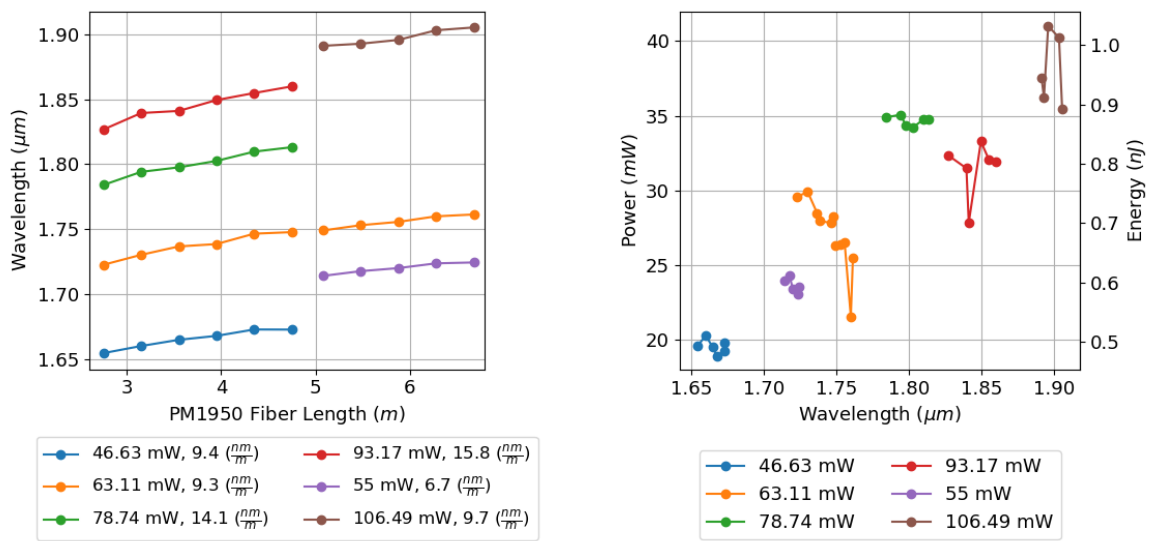 1.90
1.85
1.80
1.75
1.70
1.65
Wavelength (μm)
3 4 5 6
PM1950 Fiber Length (m)
46.63 mW, 9.4 (nm/m)
63.11 mW, 9.3 (nm/m)
78.74 mW, 14.1 (nm/m)
93.17 mW, 15.8 (nm/m)
55 mW, 6.7 (nm/m)
106.49 mW, 9.7 (nm/m)
40
35
30
25
20
Power (mW)
1.0
0.9
0.8
0.7
0.6
0.5
Energy (nJ)
1.65 1.70 1.75 1.80 1.85 1.90
Wavelength (μm)
46.63 mW
63.11 mW
78.74 mW
93.17 mW
55 mW
106.49 mW